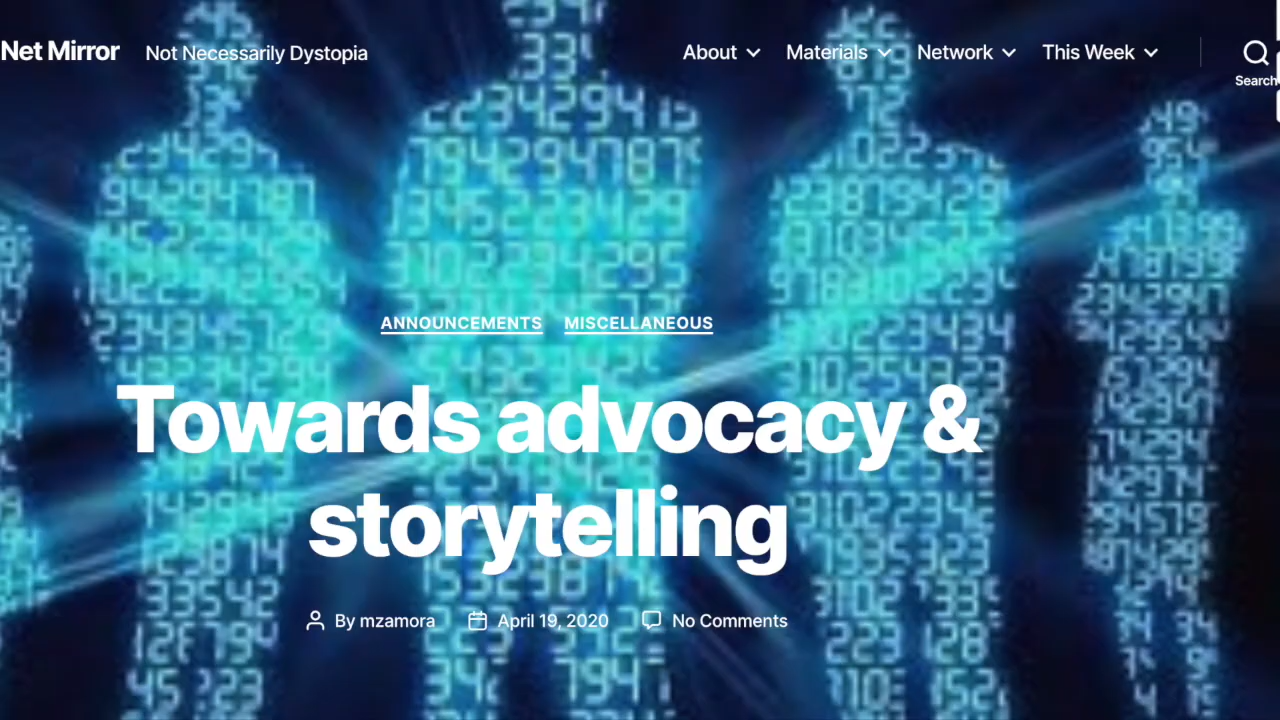 Net Mirror Not Necessarily Dystopia About Materials Network This Week
Search
ANNOUNCEMENTS MISCELLANEOUS
Towards advocacy &
storytelling
By mzamora April 19, 2020 No Comments